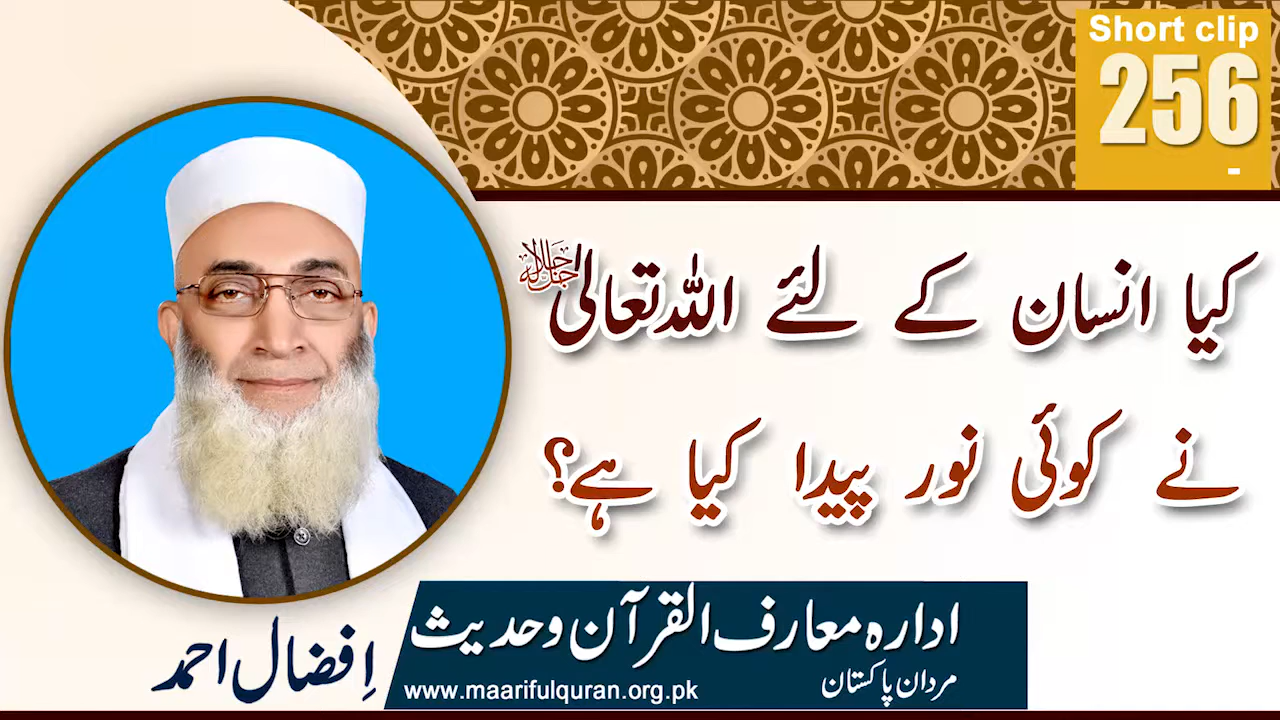 Short clip
256
-
کیا انسان کے لئے اللہ تعالیٰ جل جلالہ
نے کوئی نور پیدا کیا ہے؟
ادارہ معارف القرآن وحدیث
مردان پاکستان
www.maarifulquran.org.pk
اِفضال احمد